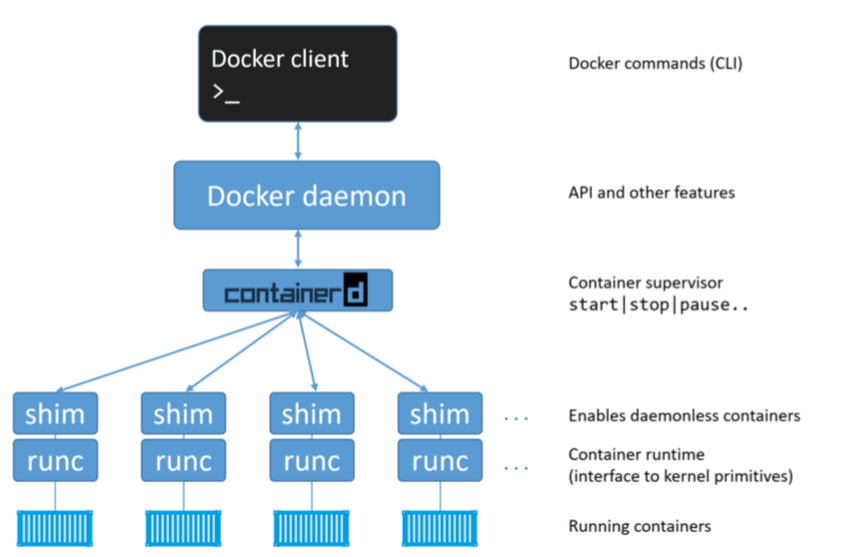 Docker client
>_
Docker commands (CLI)
Docker daemon
API and other features
containerd
Container supervisor
start|stop|pause..
shim shim shim shim ...
Enables daemonless containers
runc runc runc runc ...
Container runtime
(interface to kernel primitives)
Running containers